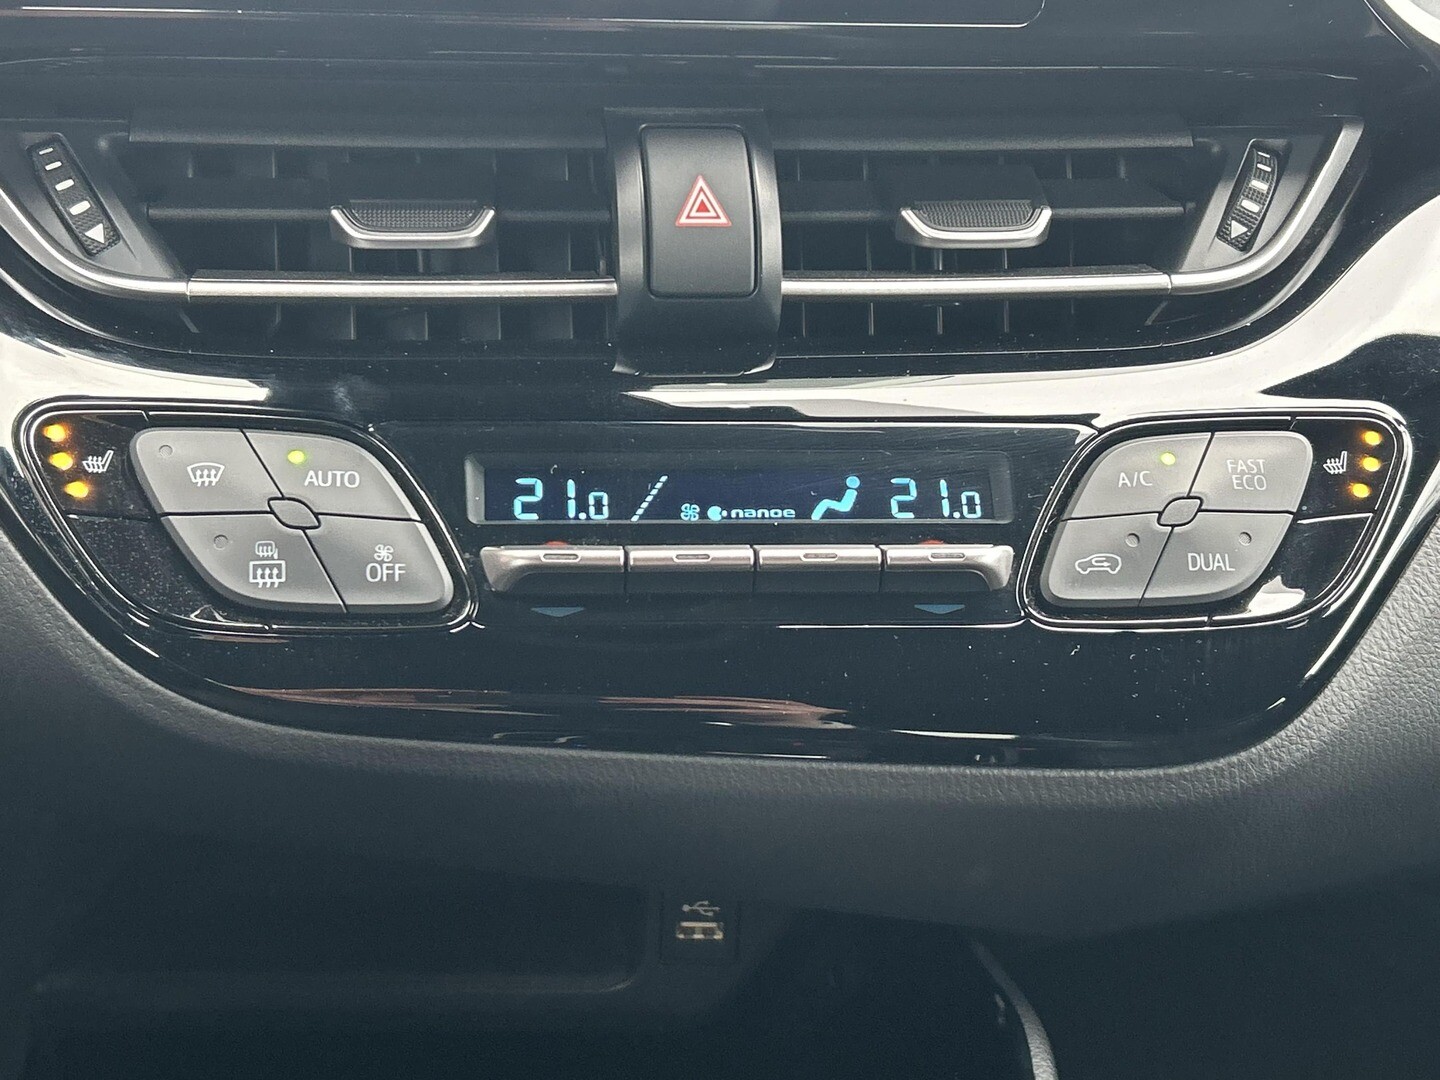 AUTO
OFF
21.0
nanoe
21.0
A/C
FAST
ECO
DUAL